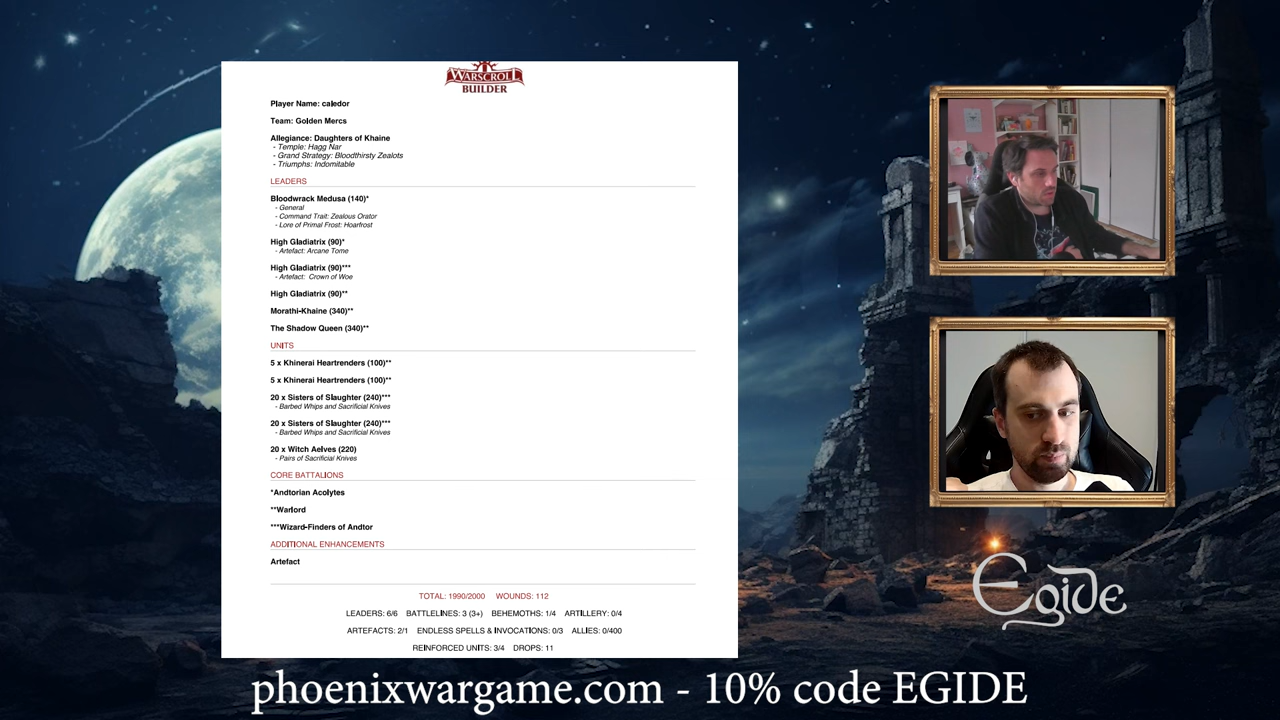 WARSCROLL
BUILDER
Player Name: caledor
Team: Golden Mercs
Allegiance: Daughters of Khaine
- Temple: Hagg Nar
- Grand Strategy: Bloodthirsty Zealots
- Triumphs: Indomitable
LEADERS
Bloodwrack Medusa (140)*
- General
- Command Trait: Zealous Orator
- Lore of Primal Frost: Hoarfrost
High Gladiatrix (90)*
- Artefact: Arcane Tome
High Gladiatrix (90)***
- Artefact: Crown of Woe
High Gladiatrix (90)**
Morathi-Khaine (340)**
The Shadow Queen (340)**
UNITS
5 x Khinerai Heartrenders (100)**
5 x Khinerai Heartrenders (100)**
20 x Sisters of Slaughter (240)***
- Barbed Whips and Sacrificial Knives
20 x Sisters of Slaughter (240)***
- Barbed Whips and Sacrificial Knives
20 x Witch Aelves (220)
- Pairs of Sacrificial Knives
CORE BATTALIONS
*Andtorian Acolytes
**Warlord
***Wizard-Finders of Andtor
ADDITIONAL ENHANCEMENTS
Artefact
TOTAL: 1990/2000 WOUNDS: 112
LEADERS: 6/6 BATTLELINES: 3 (3+) BEHEMOTHS: 1/4 ARTILLERY: 0/4
ARTEFACTS: 2/1 ENDLESS SPELLS & INVOCATIONS: 0/3 ALLIES: 0/400
REINFORCED UNITS: 3/4 DROPS: 11
Egide
phoenixwargame.com - 10% code EGIDE